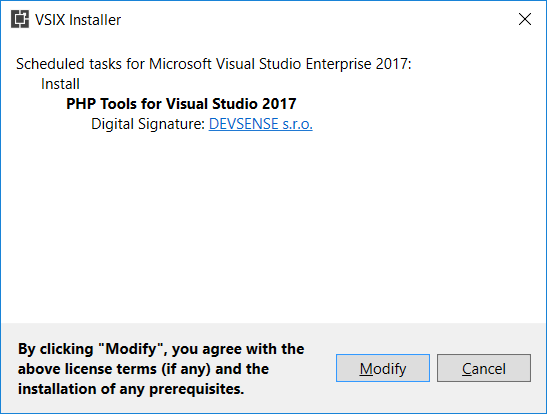 VSIX Installer
Scheduled tasks for Microsoft Visual Studio Enterprise 2017:
Install
PHP Tools for Visual Studio 2017
Digital Signature: DEVSENSE s.r.o.
By clicking "Modify", you agree with the
above license terms (if any) and the
installation of any prerequisites.
Modify
Cancel